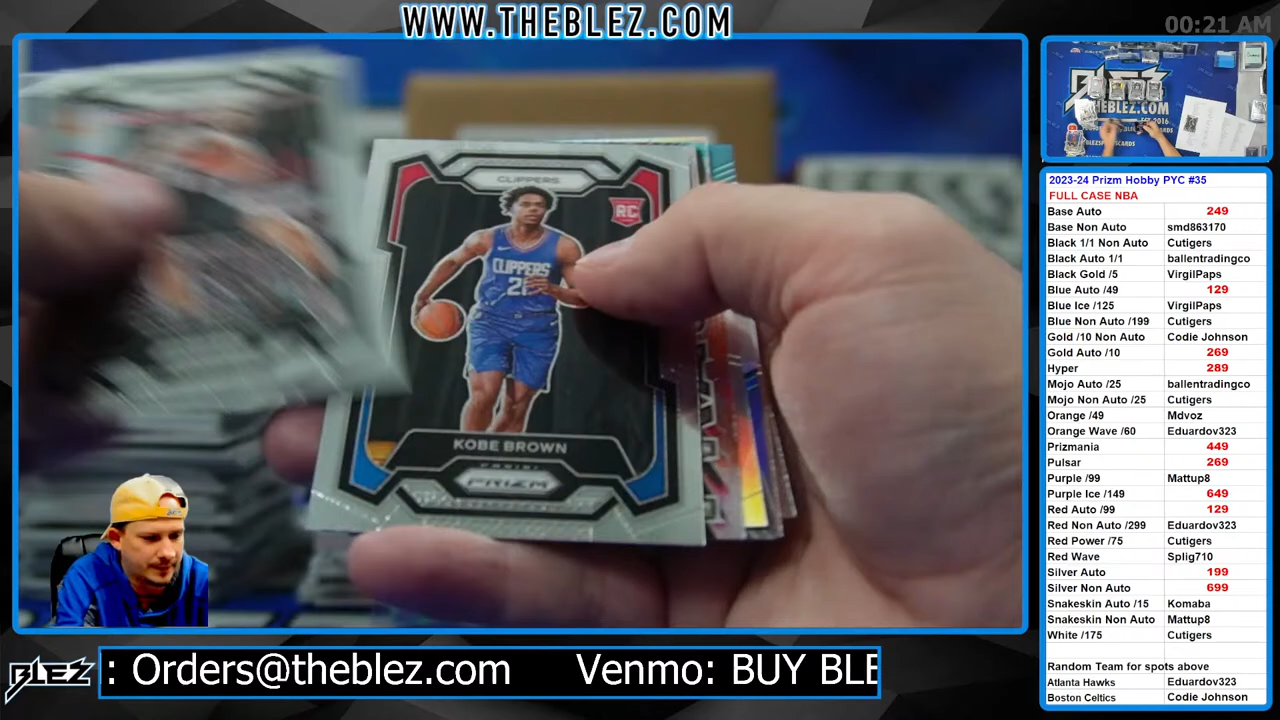 WWW.THEBLEZ.COM
00:21 AM
CLIPPERS
RC
CLIPPERS
KOBE BROWN
PANINI
PRIZM
BLEZ
THEBLEZ.COM
2023-24 Prizm Hobby PYC #35
FULL CASE NBA
Base Auto 249
Base Non Auto smd863170
Black 1/1 Non Auto Cutigers
Black Auto 1/1 ballentradingco
Black Gold /5 VirgilPaps
Blue Auto /49 129
Blue Ice /125 VirgilPaps
Blue Non Auto /199 Cutigers
Gold /10 Non Auto Codie Johnson
Gold Auto /10 269
Hyper 289
Mojo Auto /25 ballentradingco
Mojo Non Auto /25 Cutigers
Orange /49 Mdvoz
Orange Wave /60 Eduardov323
Prizmania 449
Pulsar 269
Purple /99 Mattup8
Purple Ice /149 649
Red Auto /99 129
Red Non Auto /299 Eduardov323
Red Power /75 Cutigers
Red Wave Splig710
Silver Auto 199
Silver Non Auto 699
Snakeskin Auto /15 Komaba
Snakeskin Non Auto Mattup8
White /175 Cutigers
Random Team for spots above
Atlanta Hawks Eduardov323
Boston Celtics Codie Johnson
BLEZ
: Orders@theblez.com Venmo: BUY BLE